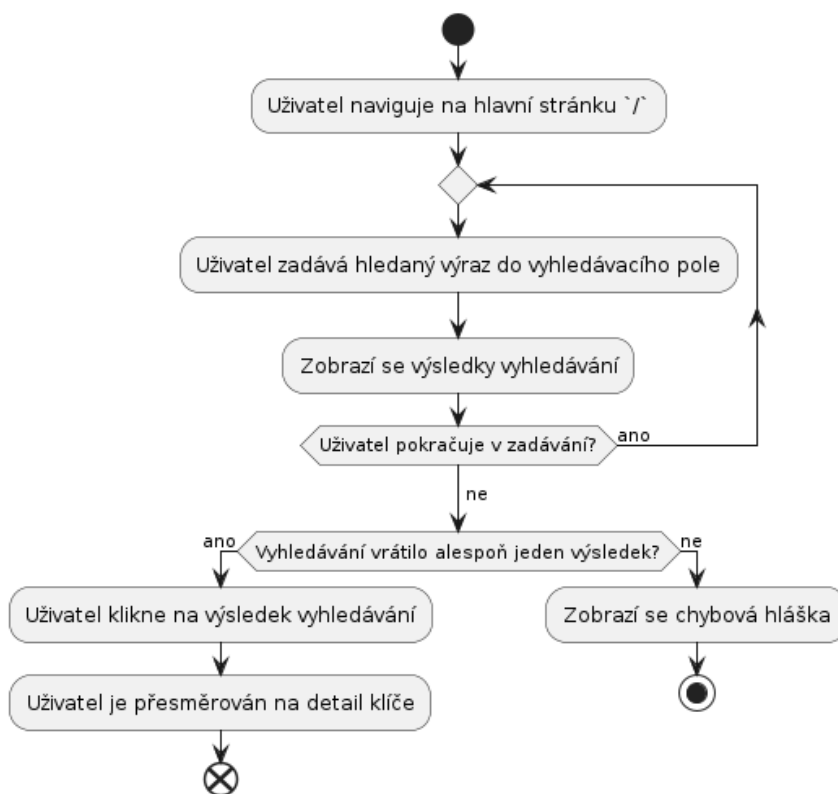 Uživatel naviguje na hlavní stránku `/`
Uživatel zadává hledaný výraz do vyhledávacího pole
Zobrazí se výsledky vyhledávání
Uživatel pokračuje v zadávání?
ano
ne
Vyhledávání vrátilo alespoň jeden výsledek?
ano
ne
Uživatel klikne na výsledek vyhledávání
Zobrazí se chybová hláška
Uživatel je přesměrován na detail klíče